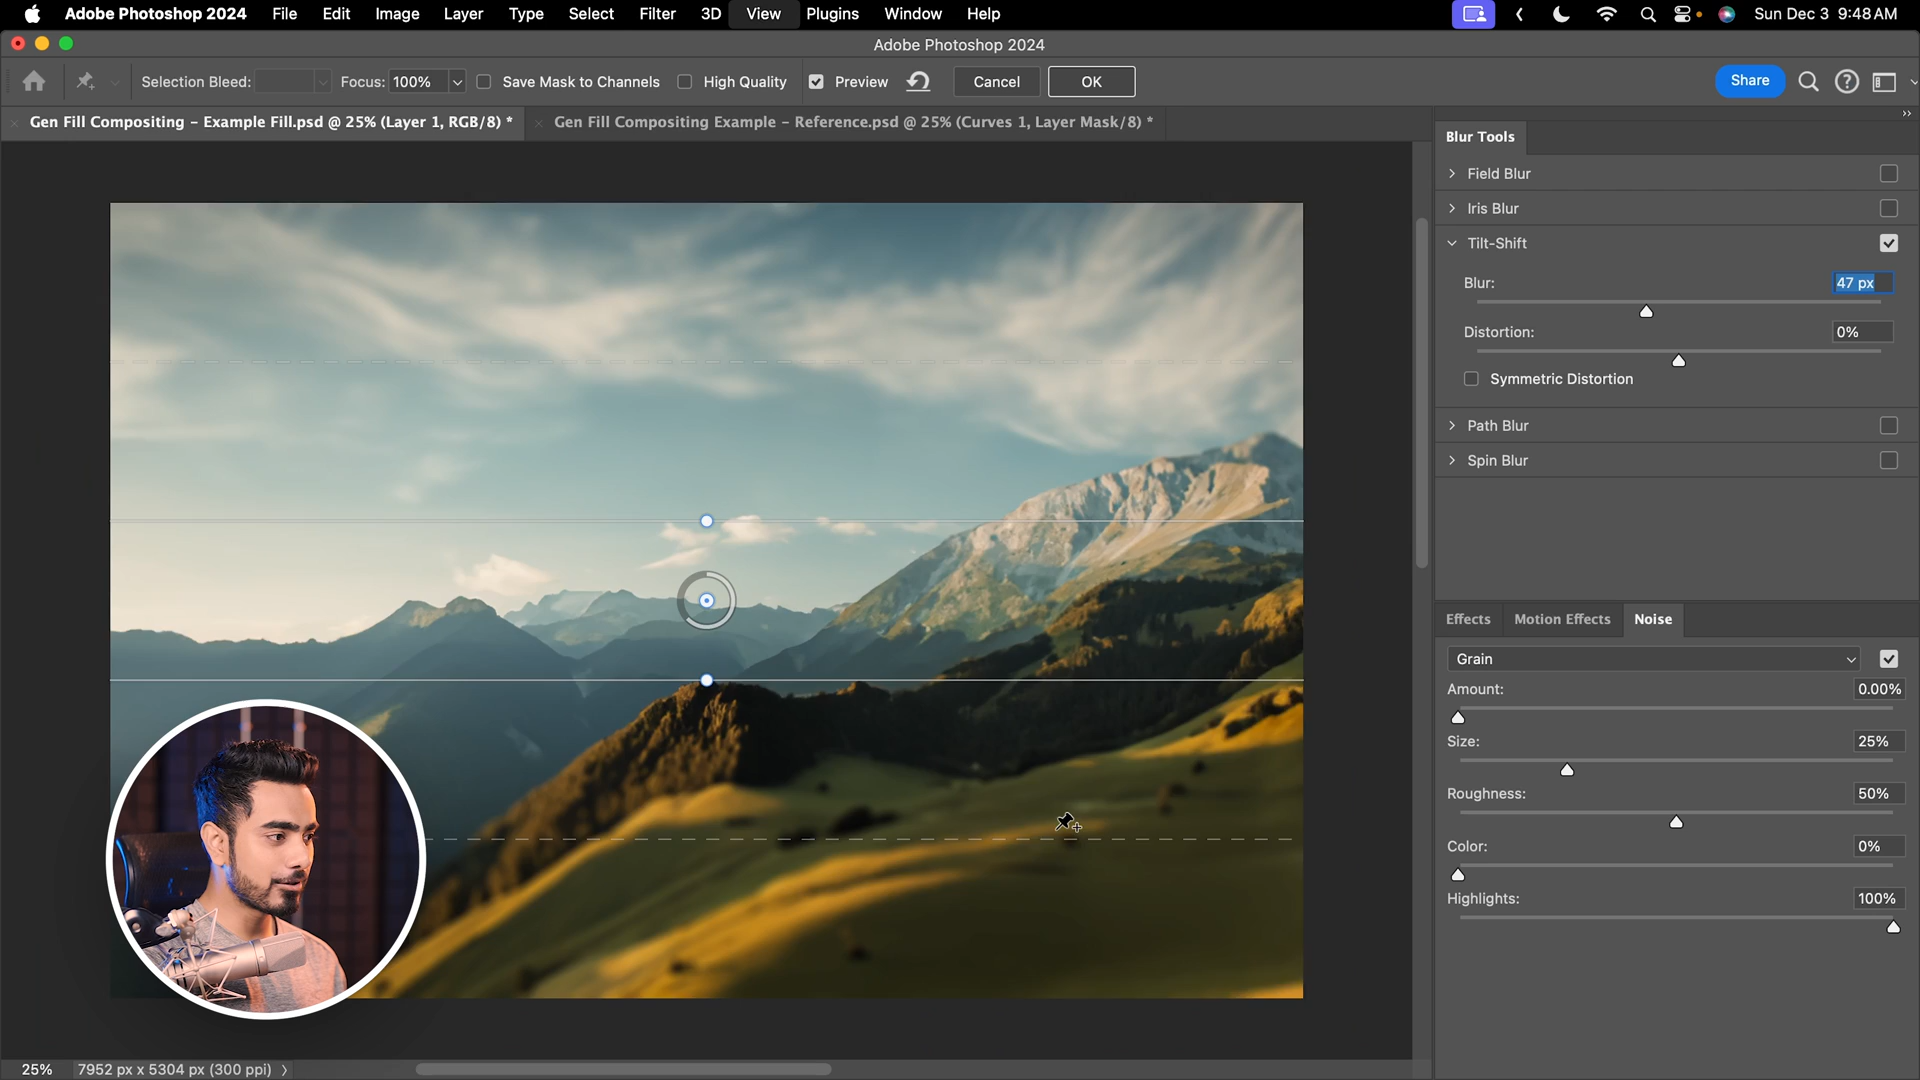 Adobe Photoshop 2024 File Edit Image Layer Type Select Filter 3D View Plugins Window Help Sun Dec 3 9:48 AM
Adobe Photoshop 2024
Selection Bleed: Focus: 100% Save Mask to Channels High Quality Preview Cancel OK Share
Gen Fill Compositing – Example Fill.psd @ 25% (Layer 1, RGB/8) * Gen Fill Compositing Example – Reference.psd @ 25% (Curves 1, Layer Mask/8) *
Blur Tools
Field Blur
Iris Blur
Tilt-Shift
Blur: 47 px
Distortion: 0%
Symmetric Distortion
Path Blur
Spin Blur
Effects Motion Effects Noise
Grain
Amount: 0.00%
Size: 25%
Roughness: 50%
Color: 0%
Highlights: 100%
25% 7952 px x 5304 px (300 ppi)